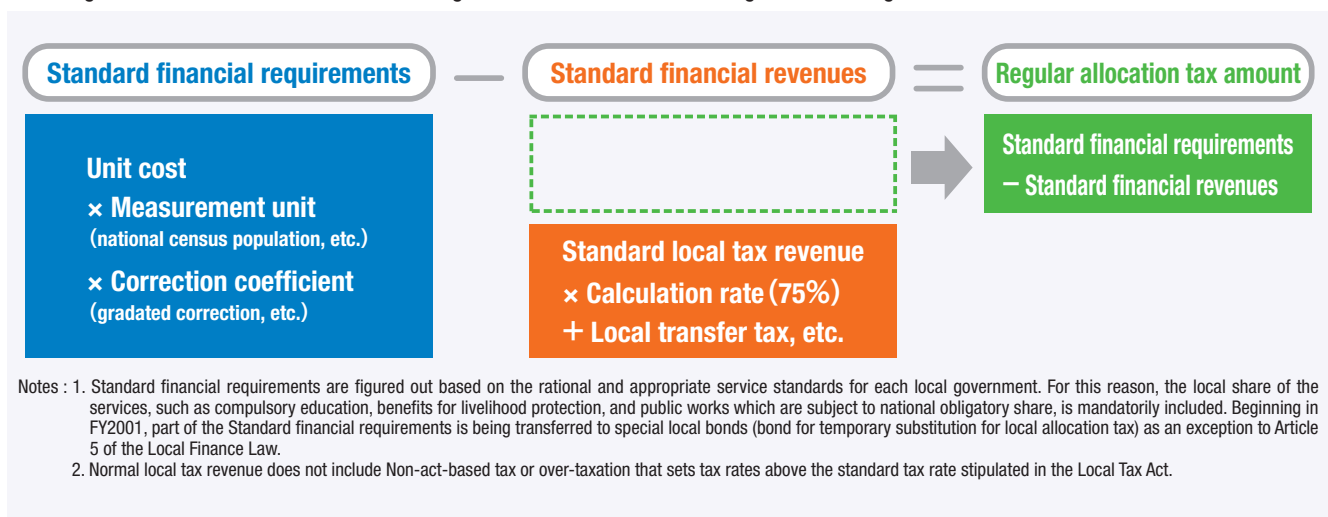 Standard financial requirements — Standard financial revenues = Regular allocation tax amount
Unit cost
× Measurement unit
(national census population, etc.)
× Correction coefficient
(gradated correction, etc.)
Standard local tax revenue
× Calculation rate (75%)
+ Local transfer tax, etc.
Standard financial requirements
− Standard financial revenues
Notes : 1. Standard financial requirements are figured out based on the rational and appropriate service standards for each local government. For this reason, the local share of the
services, such as compulsory education, benefits for livelihood protection, and public works which are subject to national obligatory share, is mandatorily included. Beginning in
FY2001, part of the Standard financial requirements is being transferred to special local bonds (bond for temporary substitution for local allocation tax) as an exception to Article
5 of the Local Finance Law.
2. Normal local tax revenue does not include Non-act-based tax or over-taxation that sets tax rates above the standard tax rate stipulated in the Local Tax Act.